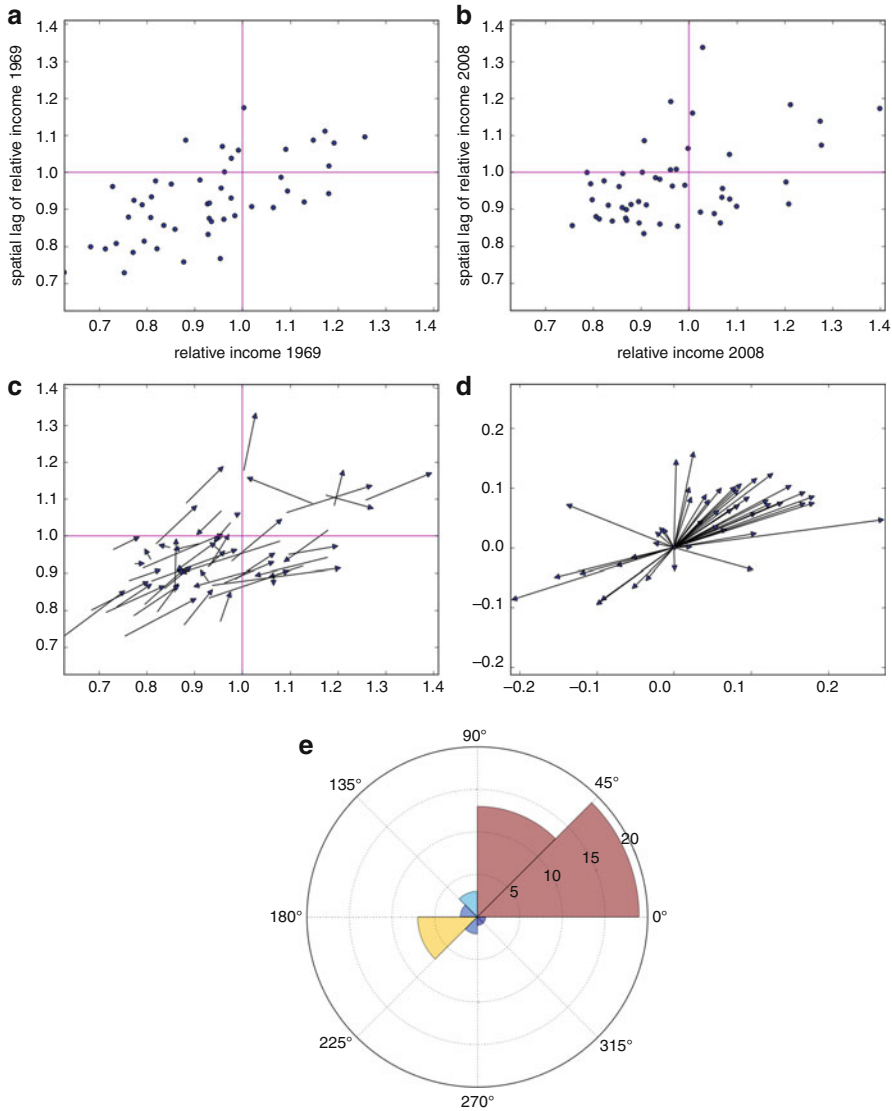 a
spatial lag of relative income 1969
1.4
1.3
1.2
1.1
1.0
0.9
0.8
0.7
0.7 0.8 0.9 1.0 1.1 1.2 1.3 1.4
relative income 1969
b
spatial lag of relative income 2008
1.4
1.3
1.2
1.1
1.0
0.9
0.8
0.7
0.7 0.8 0.9 1.0 1.1 1.2 1.3 1.4
relative income 2008
c
1.4
1.3
1.2
1.1
1.0
0.9
0.8
0.7
0.7 0.8 0.9 1.0 1.1 1.2 1.3 1.4
d
0.2
0.1
0.0
−0.1
−0.2
−0.2 −0.1 0.0 0.1 0.2
e
90°
135° 45°
20
15
10
5
180° 0°
225° 315°
270°